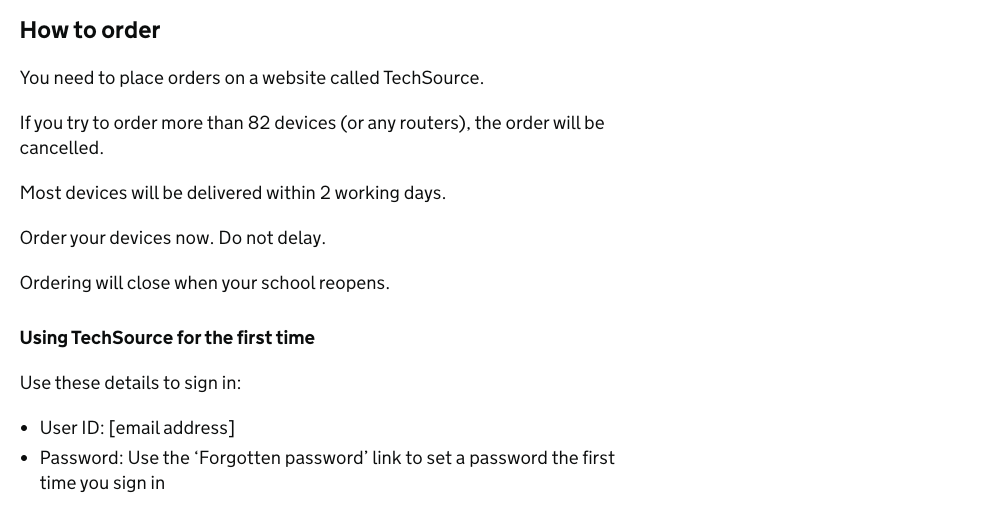 How to order
You need to place orders on a website called TechSource.
If you try to order more than 82 devices (or any routers), the order will be
cancelled.
Most devices will be delivered within 2 working days.
Order your devices now. Do not delay.
Ordering will close when your school reopens.
Using TechSource for the first time
Use these details to sign in:
• User ID: [email address]
• Password: Use the ‘Forgotten password’ link to set a password the first
time you sign in